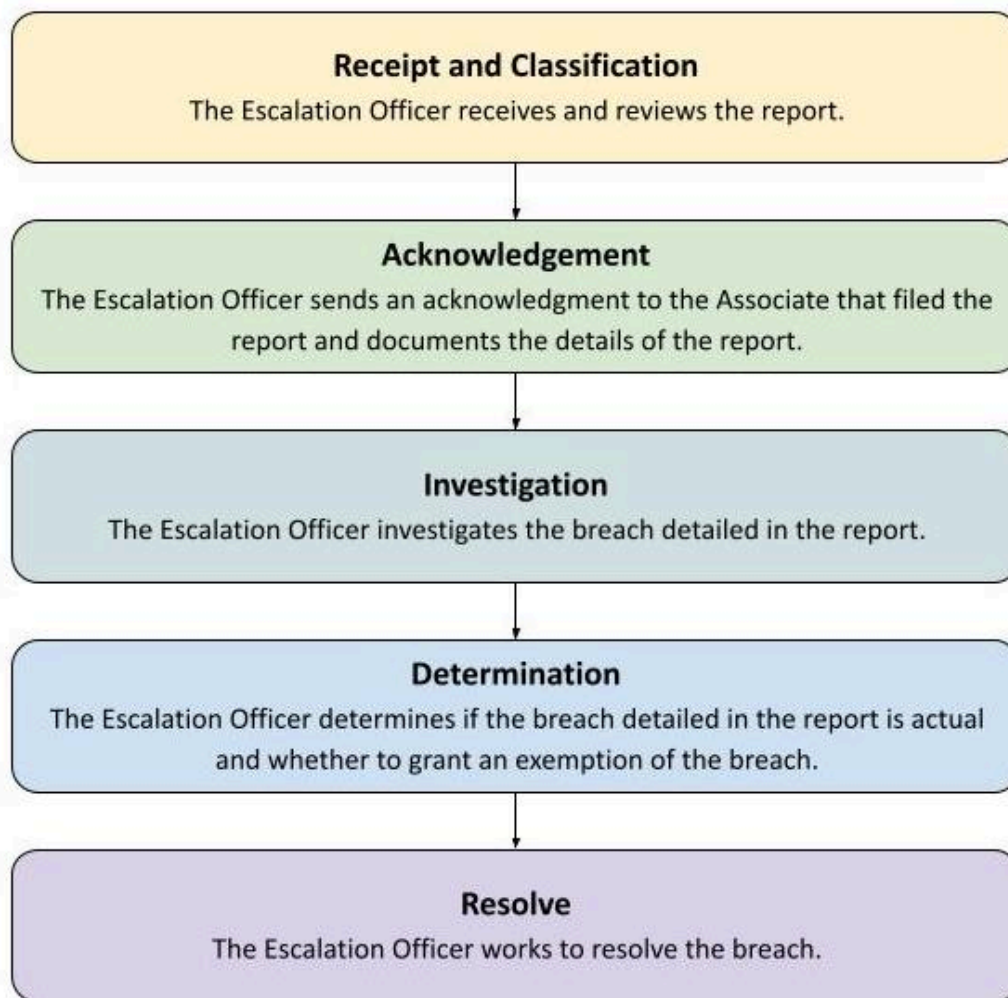 Receipt and Classification
The Escalation Officer receives and reviews the report.
Acknowledgement
The Escalation Officer sends an acknowledgment to the Associate that filed the
report and documents the details of the report.
Investigation
The Escalation Officer investigates the breach detailed in the report.
Determination
The Escalation Officer determines if the breach detailed in the report is actual
and whether to grant an exemption of the breach.
Resolve
The Escalation Officer works to resolve the breach.